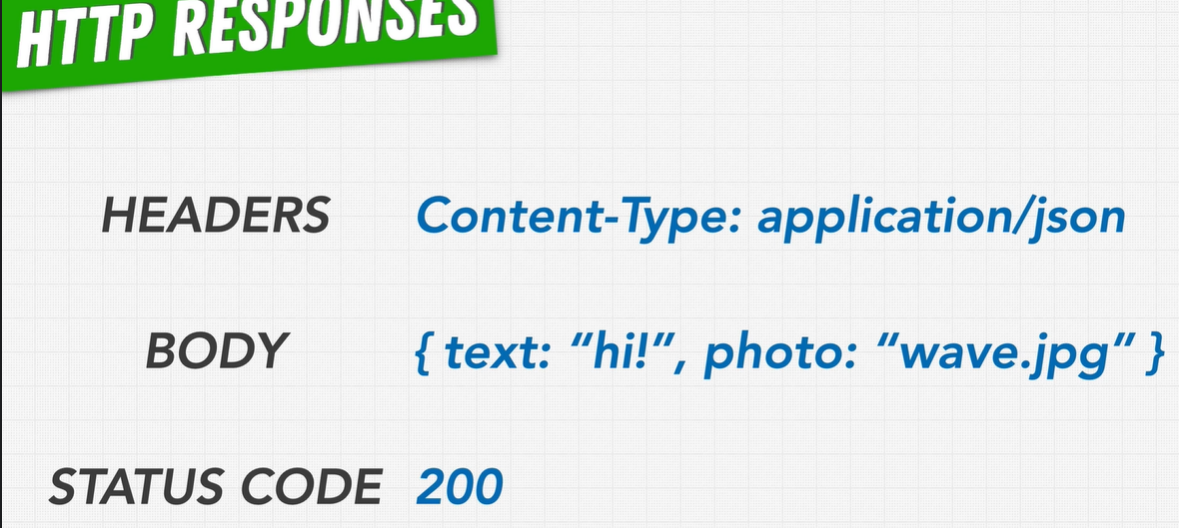 HTTP RESPONSES
HEADERS Content-Type: application/json
BODY { text: “hi!”, photo: “wave.jpg” }
STATUS CODE 200